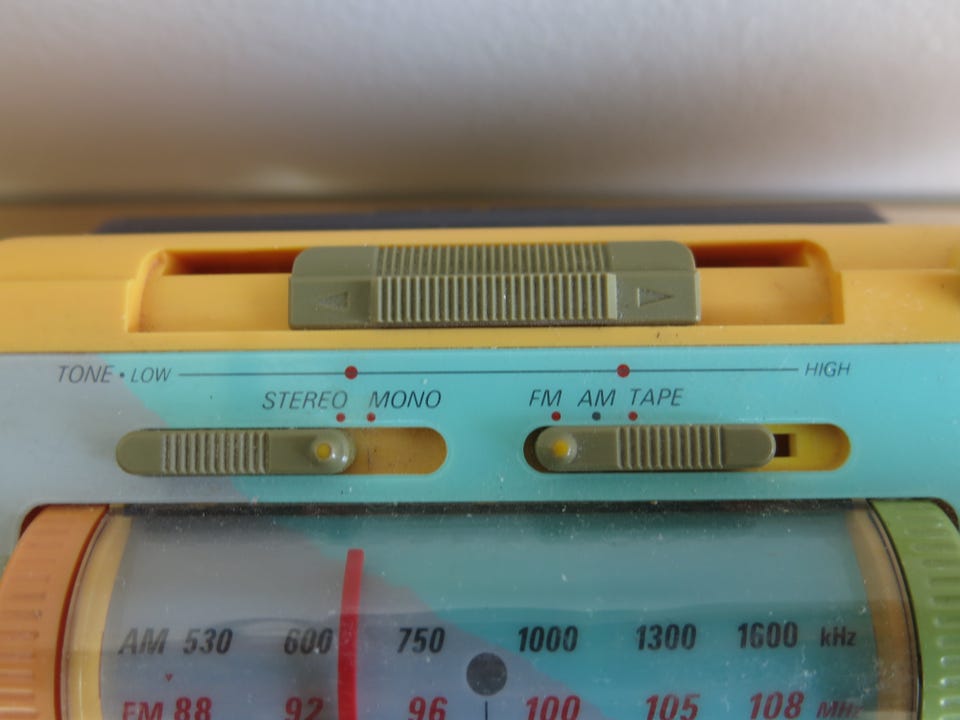 TONE • LOW HIGH
STEREO MONO FM AM TAPE
AM 530 600 750 1000 1300 1600 kHz
FM 88 92 96 100 105 108 MHz